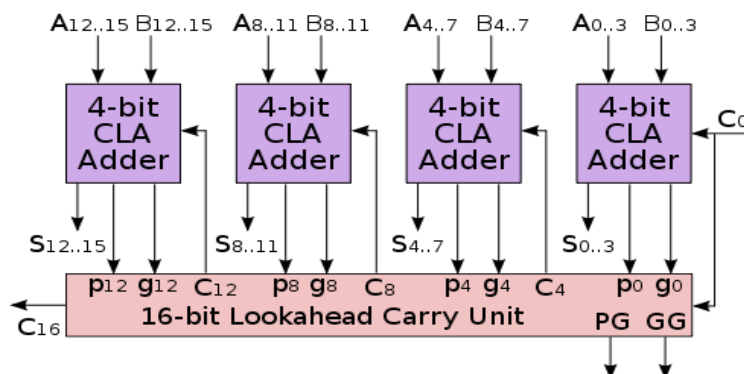 A12..15 B12..15 A8..11 B8..11 A4..7 B4..7 A0..3 B0..3
4-bit CLA Adder
4-bit CLA Adder
4-bit CLA Adder
4-bit CLA Adder
C0
S12..15 S8..11 S4..7 S0..3
p12 g12 C12 p8 g8 C8 p4 g4 C4 p0 g0
16-bit Lookahead Carry Unit
PG GG
C16